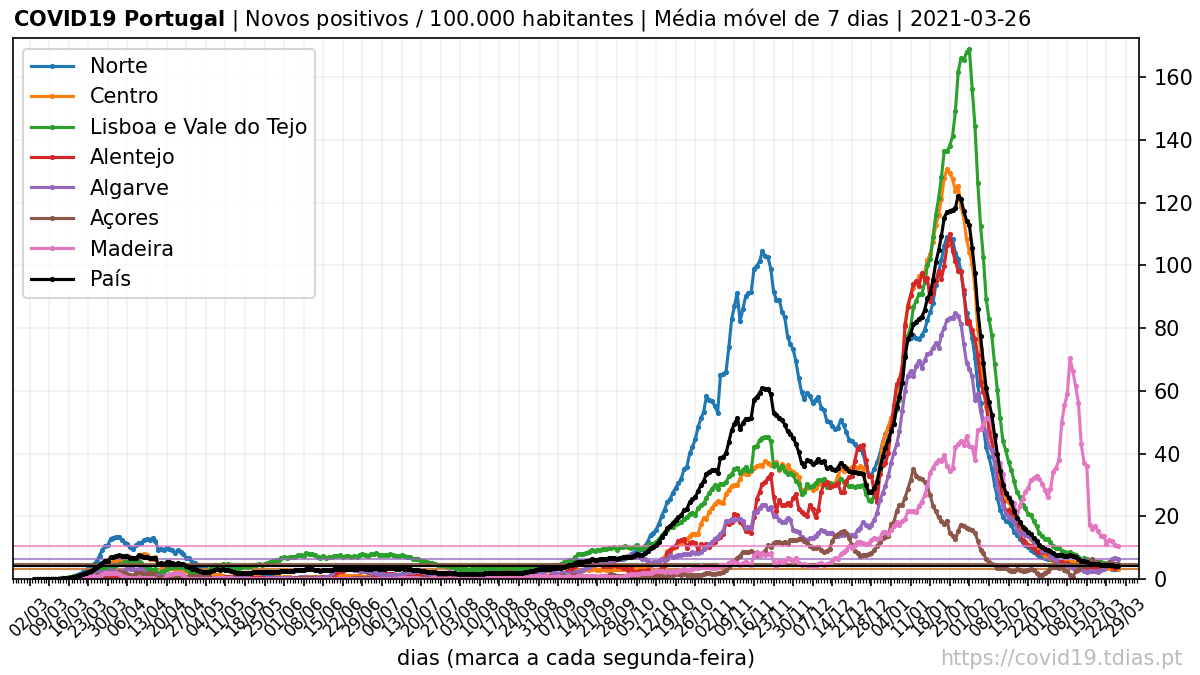 COVID19 Portugal | Novos positivos / 100.000 habitantes | Média móvel de 7 dias | 2021-03-26
Norte
Centro
Lisboa e Vale do Tejo
Alentejo
Algarve
Açores
Madeira
País
160
140
120
100
80
60
40
20
0
02/03 09/03 16/03 23/03 30/03 06/04 13/04 20/04 27/04 04/05 11/05 18/05 25/05 01/06 08/06 15/06 22/06 29/06 06/07 13/07 20/07 27/07 03/08 10/08 17/08 24/08 31/08 07/09 14/09 21/09 28/09 05/10 12/10 19/10 26/10 02/11 09/11 16/11 23/11 30/11 07/12 14/12 21/12 28/12 04/01 11/01 18/01 25/01 01/02 08/02 15/02 22/02 01/03 08/03 15/03 22/03 29/03
dias (marca a cada segunda-feira)
https://covid19.tdias.pt